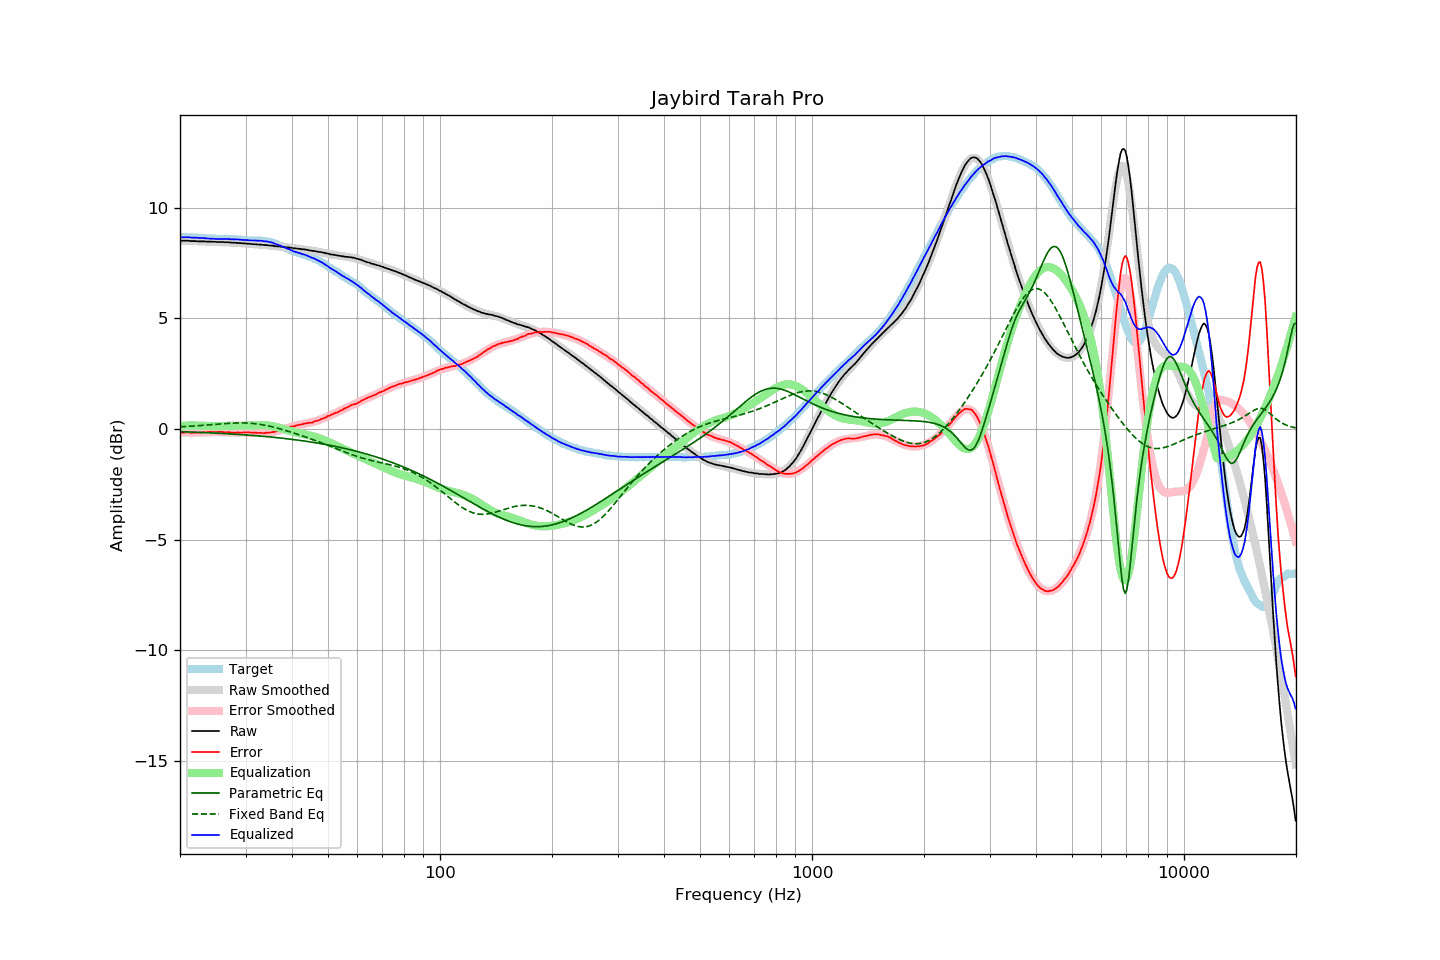 Jaybird Tarah Pro
Amplitude (dBr)
10
5
0
−5
−10
−15
Target
Raw Smoothed
Error Smoothed
Raw
Error
Equalization
Parametric Eq
Fixed Band Eq
Equalized
100 1000 10000
Frequency (Hz)